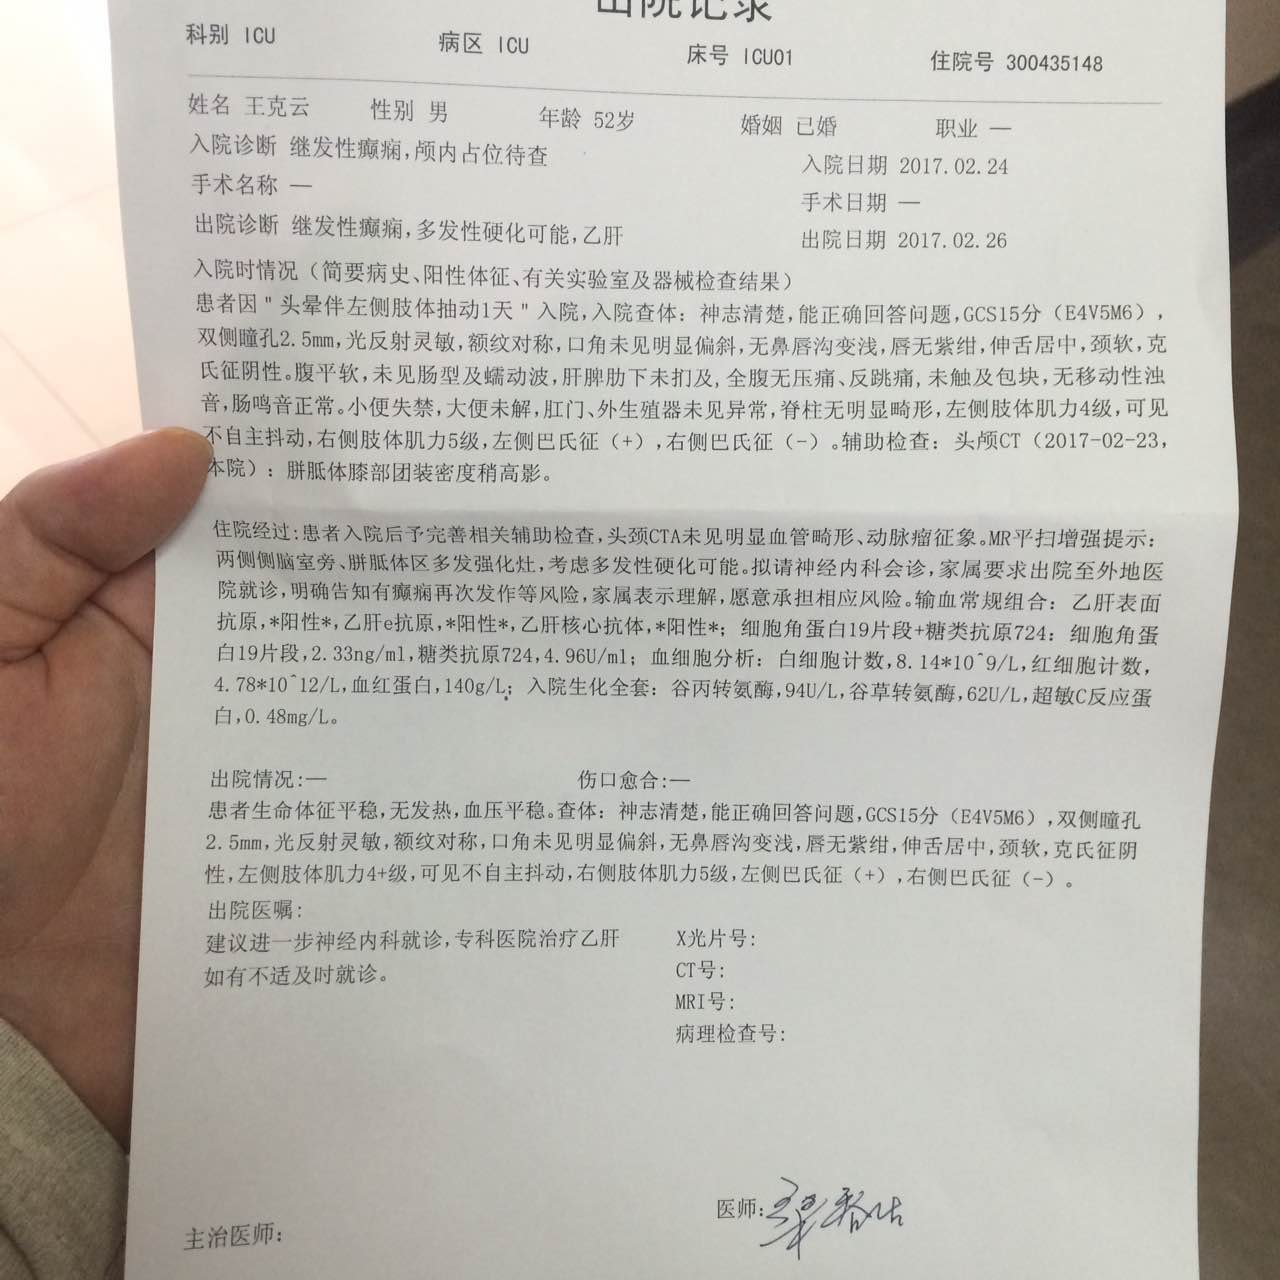 出院记录
科别 ICU 病区 ICU 床号 ICU01 住院号 300435148
姓名 王克云 性别 男 年龄 52岁 婚姻 已婚 职业 —
入院诊断 继发性癫痫,颅内占位待查 入院日期 2017.02.24
手术名称 — 手术日期 —
出院诊断 继发性癫痫,多发性硬化可能,乙肝 出院日期 2017.02.26
入院时情况（简要病史、阳性体征、有关实验室及器械检查结果）
患者因"头晕伴左侧肢体抽动1天"入院,入院查体：神志清楚,能正确回答问题,GCS15分（E4V5M6）,
双侧瞳孔2.5mm,光反射灵敏,额纹对称,口角未见明显偏斜,无鼻唇沟变浅,唇无紫绀,伸舌居中,颈软,克
氏征阴性。腹平软,未见肠型及蠕动波,肝脾肋下未扪及,全腹无压痛、反跳痛,未触及包块,无移动性浊
音,肠鸣音正常。小便失禁,大便未解,肛门、外生殖器未见异常,脊柱无明显畸形,左侧肢体肌力4级,可见
不自主抖动,右侧肢体肌力5级,左侧巴氏征（+）,右侧巴氏征（-）。辅助检查：头颅CT（2017-02-23,
本院）：胼胝体膝部团装密度稍高影。
住院经过:患者入院后予完善相关辅助检查,头颈CTA未见明显血管畸形、动脉瘤征象。MR平扫增强提示：
两侧侧脑室旁、胼胝体区多发强化灶,考虑多发性硬化可能。拟请神经内科会诊,家属要求出院至外地医
院就诊,明确告知有癫痫再次发作等风险,家属表示理解,愿意承担相应风险。输血常规组合：乙肝表面
抗原,*阳性*,乙肝e抗原,*阳性*,乙肝核心抗体,*阳性*；细胞角蛋白19片段+糖类抗原724：细胞角蛋
白19片段,2.33ng/ml,糖类抗原724,4.96U/ml；血细胞分析：白细胞计数,8.14*10^9/L,红细胞计数,
4.78*10^12/L,血红蛋白,140g/L；入院生化全套：谷丙转氨酶,94U/L,谷草转氨酶,62U/L,超敏C反应蛋
白,0.48mg/L。
出院情况:— 伤口愈合:—
患者生命体征平稳,无发热,血压平稳。查体：神志清楚,能正确回答问题,GCS15分（E4V5M6）,双侧瞳孔
2.5mm,光反射灵敏,额纹对称,口角未见明显偏斜,无鼻唇沟变浅,唇无紫绀,伸舌居中,颈软,克氏征阴
性,左侧肢体肌力4+级,可见不自主抖动,右侧肢体肌力5级,左侧巴氏征（+）,右侧巴氏征（-）。
出院医嘱:
建议进一步神经内科就诊,专科医院治疗乙肝 X光片号:
如有不适及时就诊。 CT号:
MRI号:
病理检查号:
医师:
主治医师: